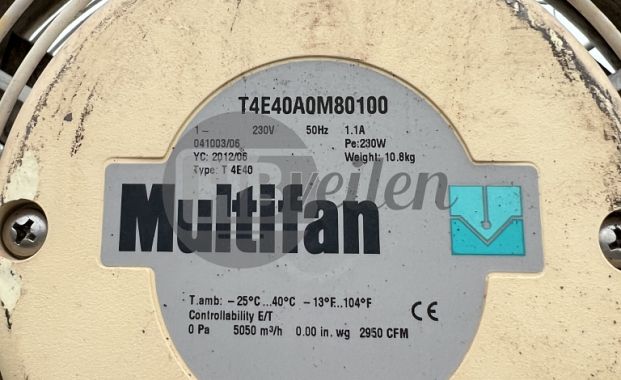 T4E40A0M80100
1~ 230V 50Hz 1.1A
041003/06 Pe:230W
YC: 2012/06 Weight: 10.8kg
Type: T 4E40
veilen
Multifan
T.amb: –25°C...40°C –13°F...104°F
Controllability E/T
0 Pa 5050 m³/h 0.00 in. wg 2950 CFM
CE